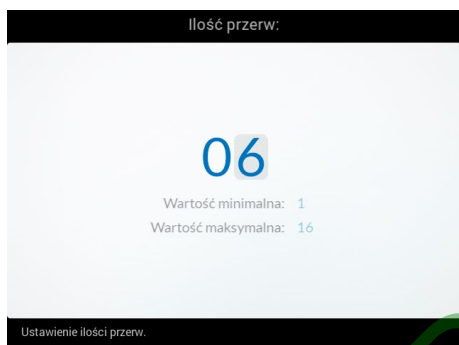 Ilość przerw:
06
Wartość minimalna: 1
Wartość maksymalna: 16
Ustawienie ilości przerw.